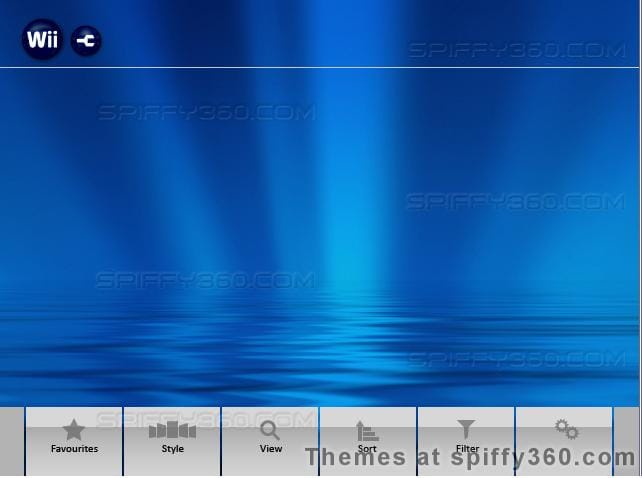 Wii
SPIFFY360.COM
SPIFFY360.COM
SPIFFY360.COM
SPIFFY360.COM
SPIFFY360.COM
SPIFFY360.COM
Favourites
Style
View
Sort
Filter
Themes at spiffy360.com